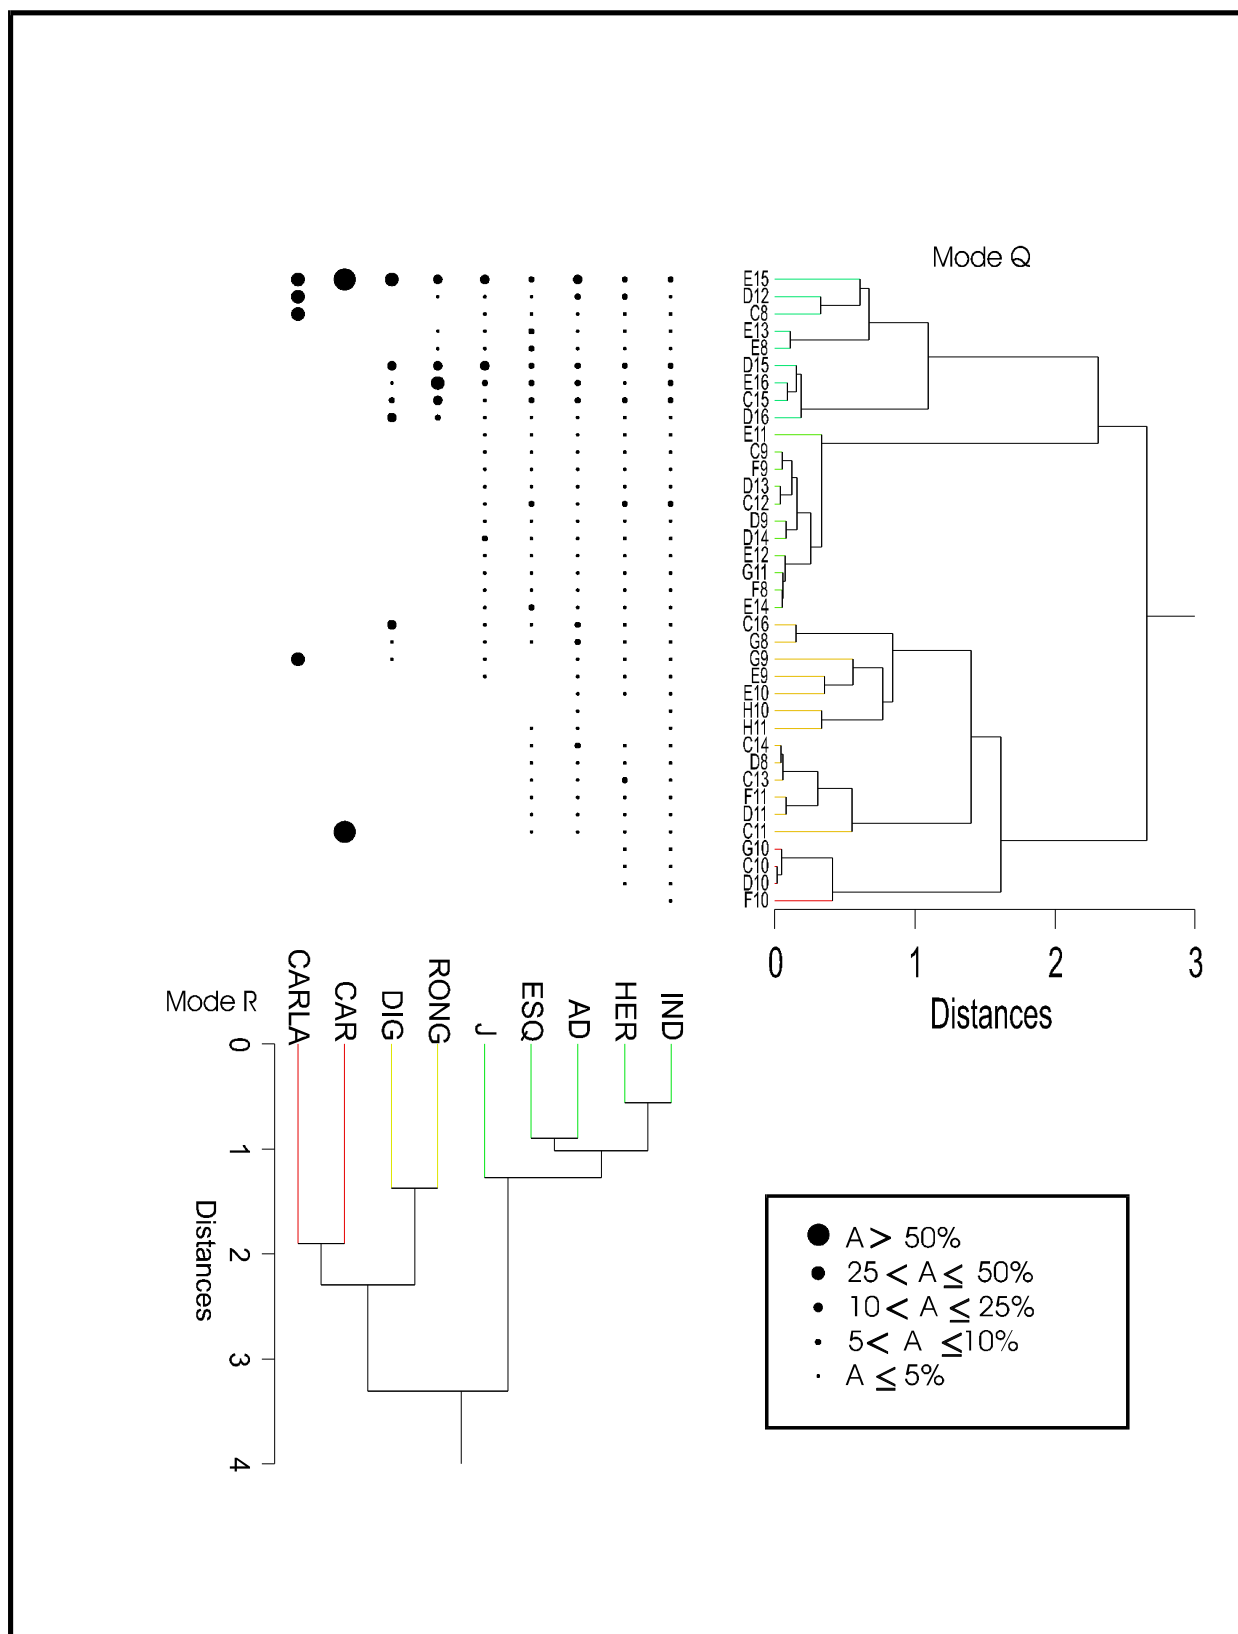 Mode Q
E15
D12
C8
E13
E8
D15
E16
C15
D16
E11
C9
F9
D13
C12
D9
D14
E12
G11
F8
E14
C16
G8
G9
E9
E10
H10
H11
C14
D8
C13
F11
D11
C11
G10
C10
D10
F10
0 1 2 3
Distances
CARLA CAR DIG RONG J ESQ AD HER IND
Mode R
0
1
2
3
4
Distances
A > 50%
25 < A ≤ 50%
10 < A ≤ 25%
5 < A ≤ 10%
A ≤ 5%